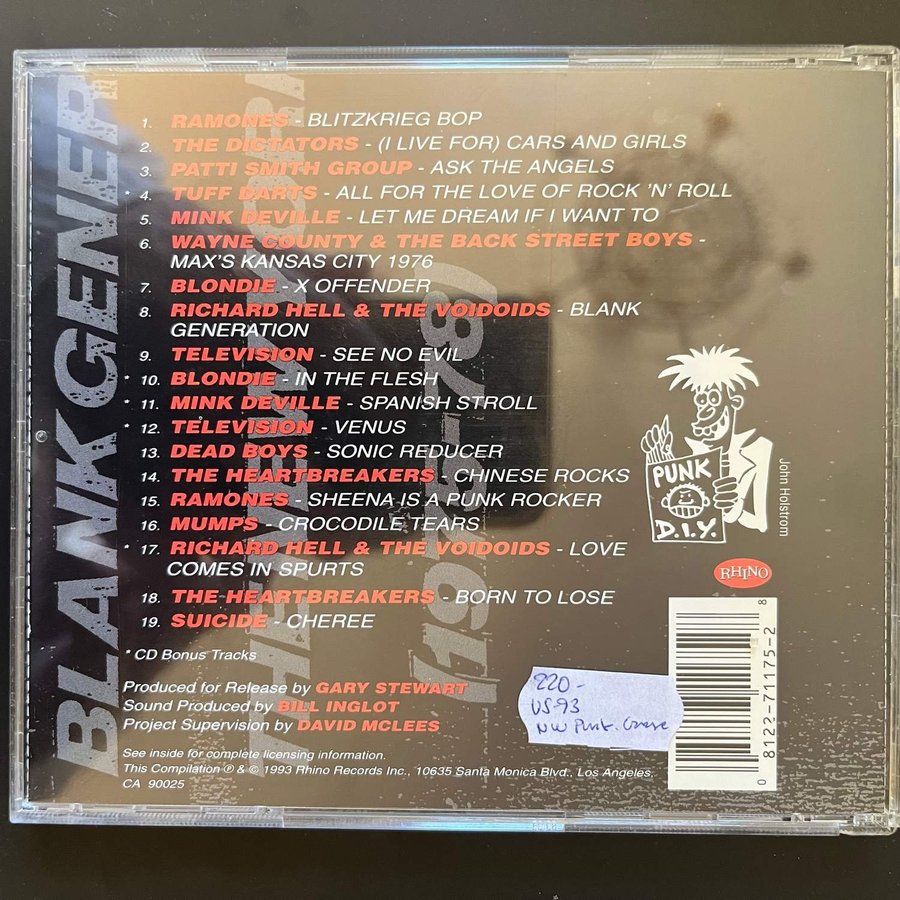 1. RAMONES - BLITZKRIEG BOP
2. THE DICTATORS - (I LIVE FOR) CARS AND GIRLS
3. PATTI SMITH GROUP - ASK THE ANGELS
* 4. TUFF DARTS - ALL FOR THE LOVE OF ROCK 'N' ROLL
5. MINK DEVILLE - LET ME DREAM IF I WANT TO
6. WAYNE COUNTY & THE BACK STREET BOYS -
MAX'S KANSAS CITY 1976
7. BLONDIE - X OFFENDER
8. RICHARD HELL & THE VOIDOIDS - BLANK
GENERATION
9. TELEVISION - SEE NO EVIL
* 10. BLONDIE - IN THE FLESH
* 11. MINK DEVILLE - SPANISH STROLL
* 12. TELEVISION - VENUS
13. DEAD BOYS - SONIC REDUCER
14. THE HEARTBREAKERS - CHINESE ROCKS
15. RAMONES - SHEENA IS A PUNK ROCKER
16. MUMPS - CROCODILE TEARS
* 17. RICHARD HELL & THE VOIDOIDS - LOVE
COMES IN SPURTS
18. THE HEARTBREAKERS - BORN TO LOSE
19. SUICIDE - CHEREE
* CD Bonus Tracks
Produced for Release by GARY STEWART
Sound Produced by BILL INGLOT
Project Supervision by DAVID MCLEES
See inside for complete licensing information.
This Compilation ℗ & © 1993 Rhino Records Inc., 10635 Santa Monica Blvd., Los Angeles.
CA 90025
BLANK GENER
THE NEW YOR
(1975-78)
PUNK
D.I.Y.
John Holstrom
RHINO
220-
US-93
NW Punk
0 8122-71175-2 8